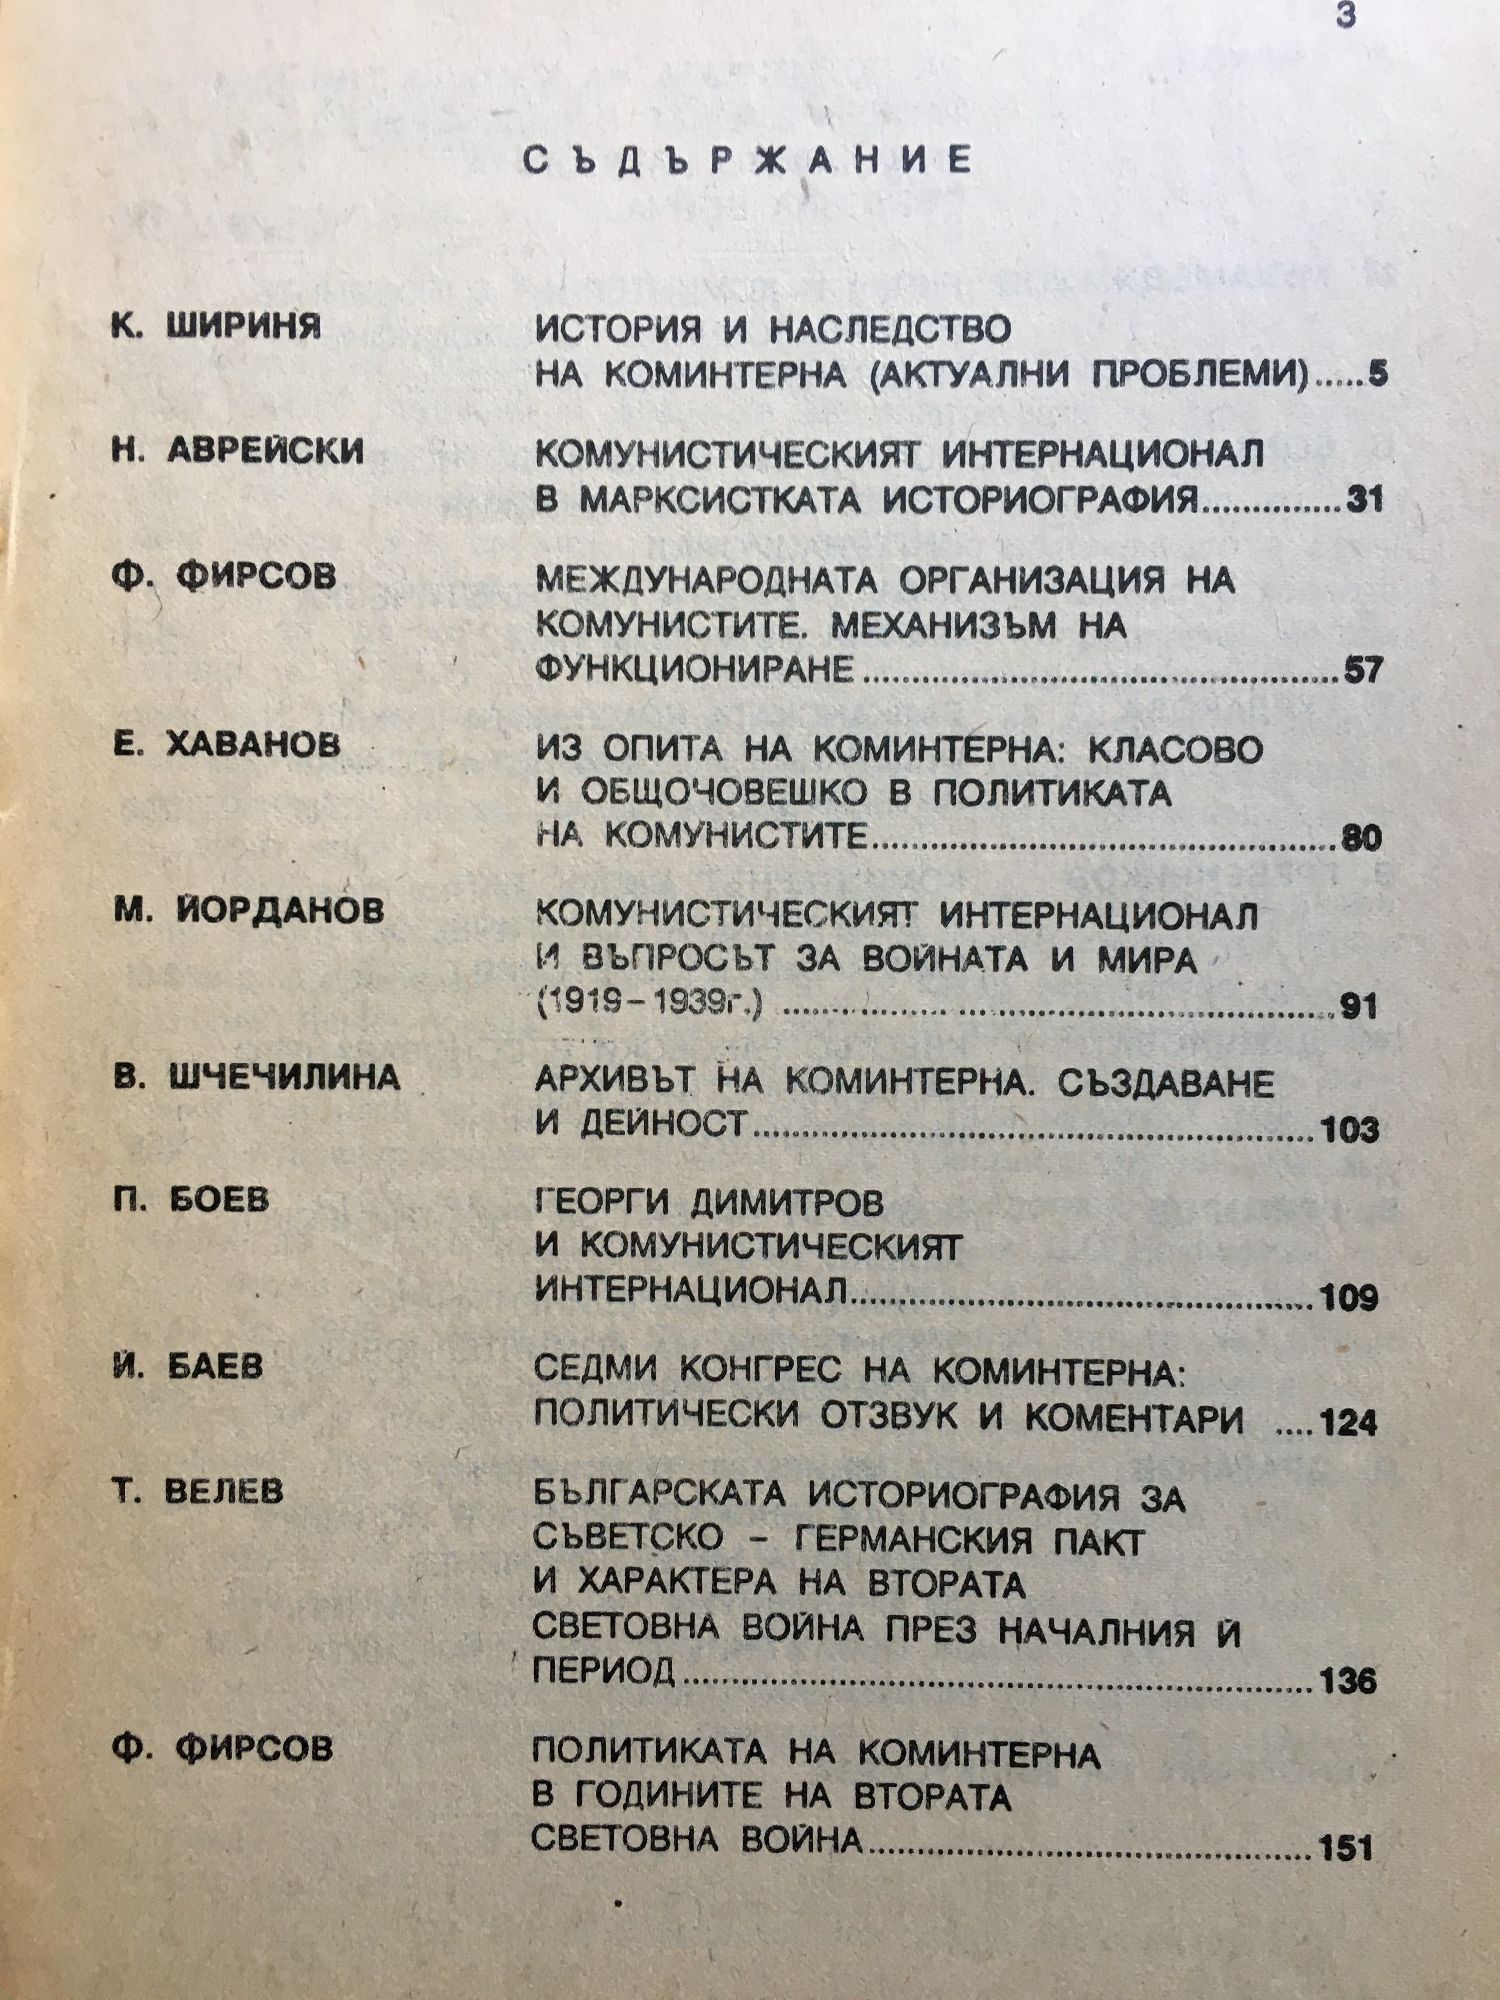 3
СЪДЪРЖАНИЕ
К. ШИРИНЯ ИСТОРИЯ И НАСЛЕДСТВО
НА КОМИНТЕРНА (АКТУАЛНИ ПРОБЛЕМИ).....5
Н. АВРЕЙСКИ КОМУНИСТИЧЕСКИЯТ ИНТЕРНАЦИОНАЛ
В МАРКСИСТКАТА ИСТОРИОГРАФИЯ..............31
Ф. ФИРСОВ МЕЖДУНАРОДНАТА ОРГАНИЗАЦИЯ НА
КОМУНИСТИТЕ. МЕХАНИЗЪМ НА
ФУНКЦИОНИРАНЕ................................................57
Е. ХАВАНОВ ИЗ ОПИТА НА КОМИНТЕРНА: КЛАСОВО
И ОБЩОЧОВЕШКО В ПОЛИТИКАТА
НА КОМУНИСТИТЕ...............................................80
М. ЙОРДАНОВ КОМУНИСТИЧЕСКИЯТ ИНТЕРНАЦИОНАЛ
И ВЪПРОСЪТ ЗА ВОЙНАТА И МИРА
(1919–1939г.) ........................................................91
В. ШЧЕЧИЛИНА АРХИВЪТ НА КОМИНТЕРНА. СЪЗДАВАНЕ
И ДЕЙНОСТ.........................................................103
П. БОЕВ ГЕОРГИ ДИМИТРОВ
И КОМУНИСТИЧЕСКИЯТ
ИНТЕРНАЦИОНАЛ...............................................109
Й. БАЕВ СЕДМИ КОНГРЕС НА КОМИНТЕРНА:
ПОЛИТИЧЕСКИ ОТЗВУК И КОМЕНТАРИ ....124
Т. ВЕЛЕВ БЪЛГАРСКАТА ИСТОРИОГРАФИЯ ЗА
СЪВЕТСКО – ГЕРМАНСКИЯ ПАКТ
И ХАРАКТЕРА НА ВТОРАТА
СВЕТОВНА ВОЙНА ПРЕЗ НАЧАЛНИЯ Й
ПЕРИОД................................................................136
Ф. ФИРСОВ ПОЛИТИКАТА НА КОМИНТЕРНА
В ГОДИНИТЕ НА ВТОРАТА
СВЕТОВНА ВОЙНА.............................................151